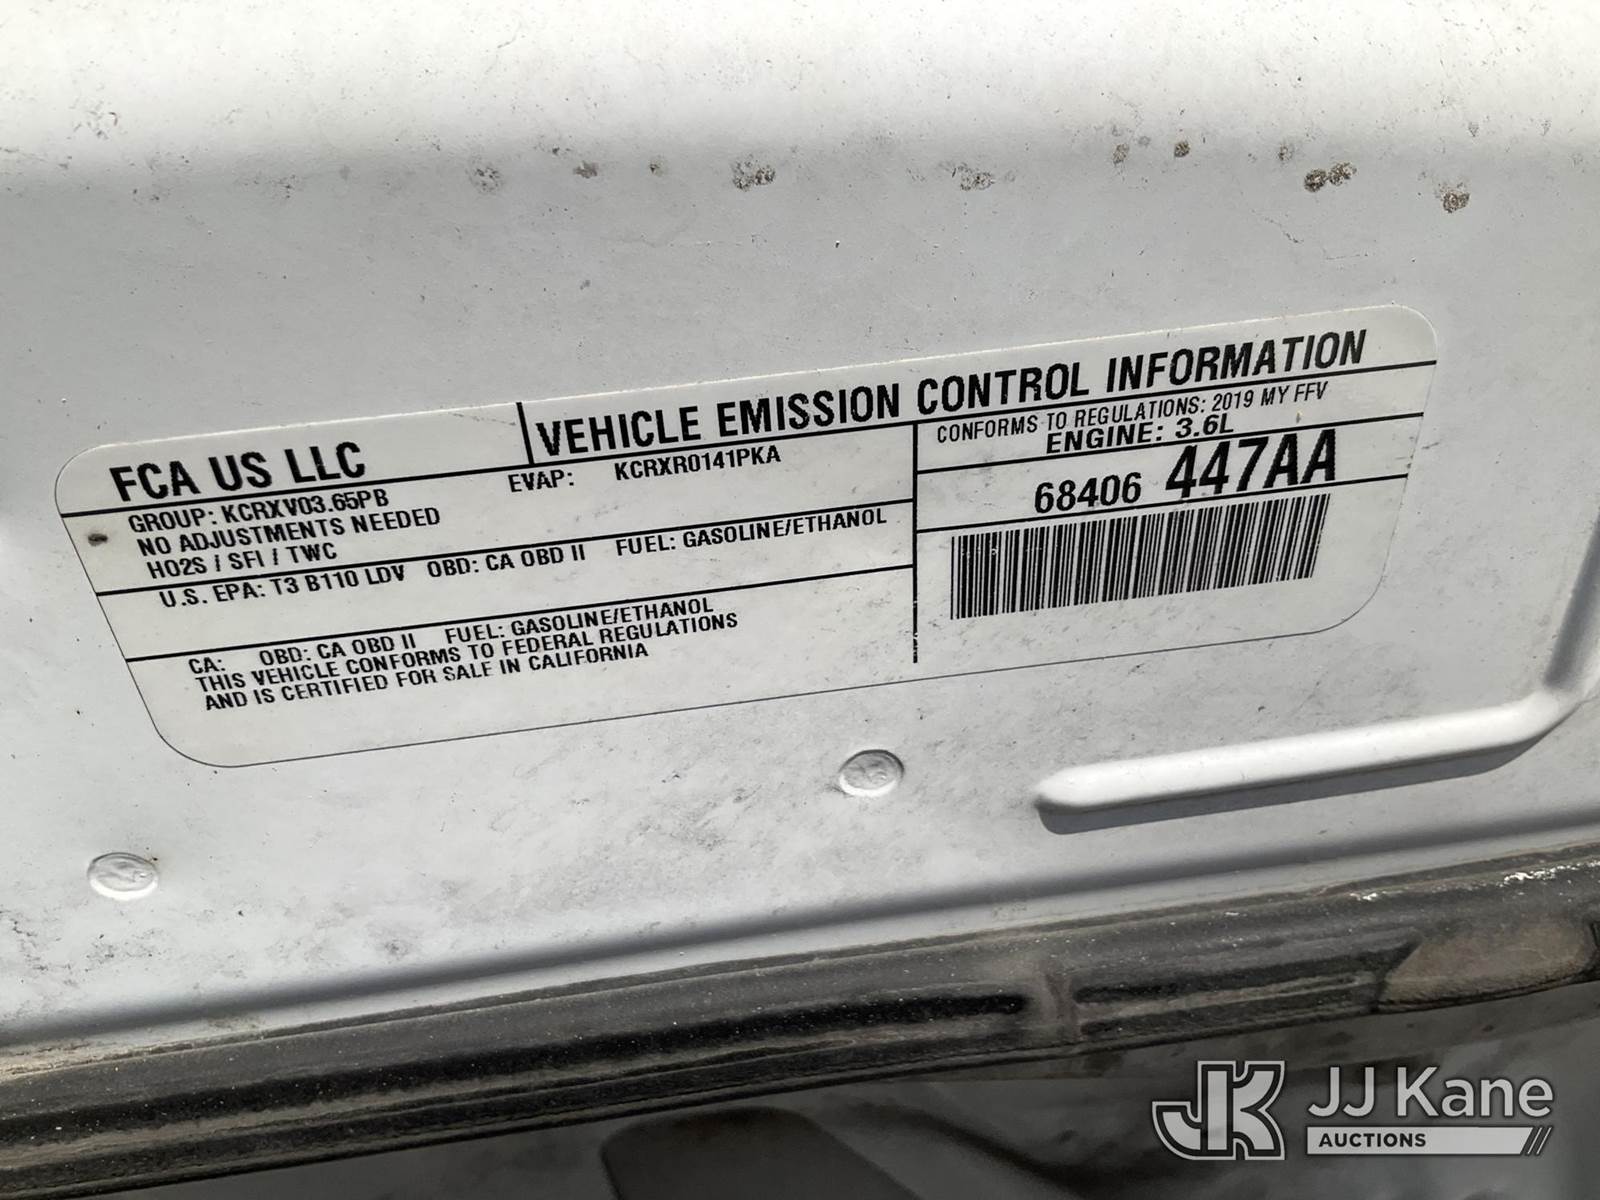 FCA US LLC
VEHICLE EMISSION CONTROL INFORMATION
GROUP: KCRXV03.65PB
EVAP: KCRXR0141PKA
NO ADJUSTMENTS NEEDED
HO2S / SFI / TWC
U.S. EPA: T3 B110 LDV OBD: CA OBD II FUEL: GASOLINE/ETHANOL
CA: OBD: CA OBD II FUEL: GASOLINE/ETHANOL
THIS VEHICLE CONFORMS TO FEDERAL REGULATIONS
AND IS CERTIFIED FOR SALE IN CALIFORNIA
CONFORMS TO REGULATIONS: 2019 MY FFV
ENGINE: 3.6L
68406 447AA
JK JJ Kane
AUCTIONS